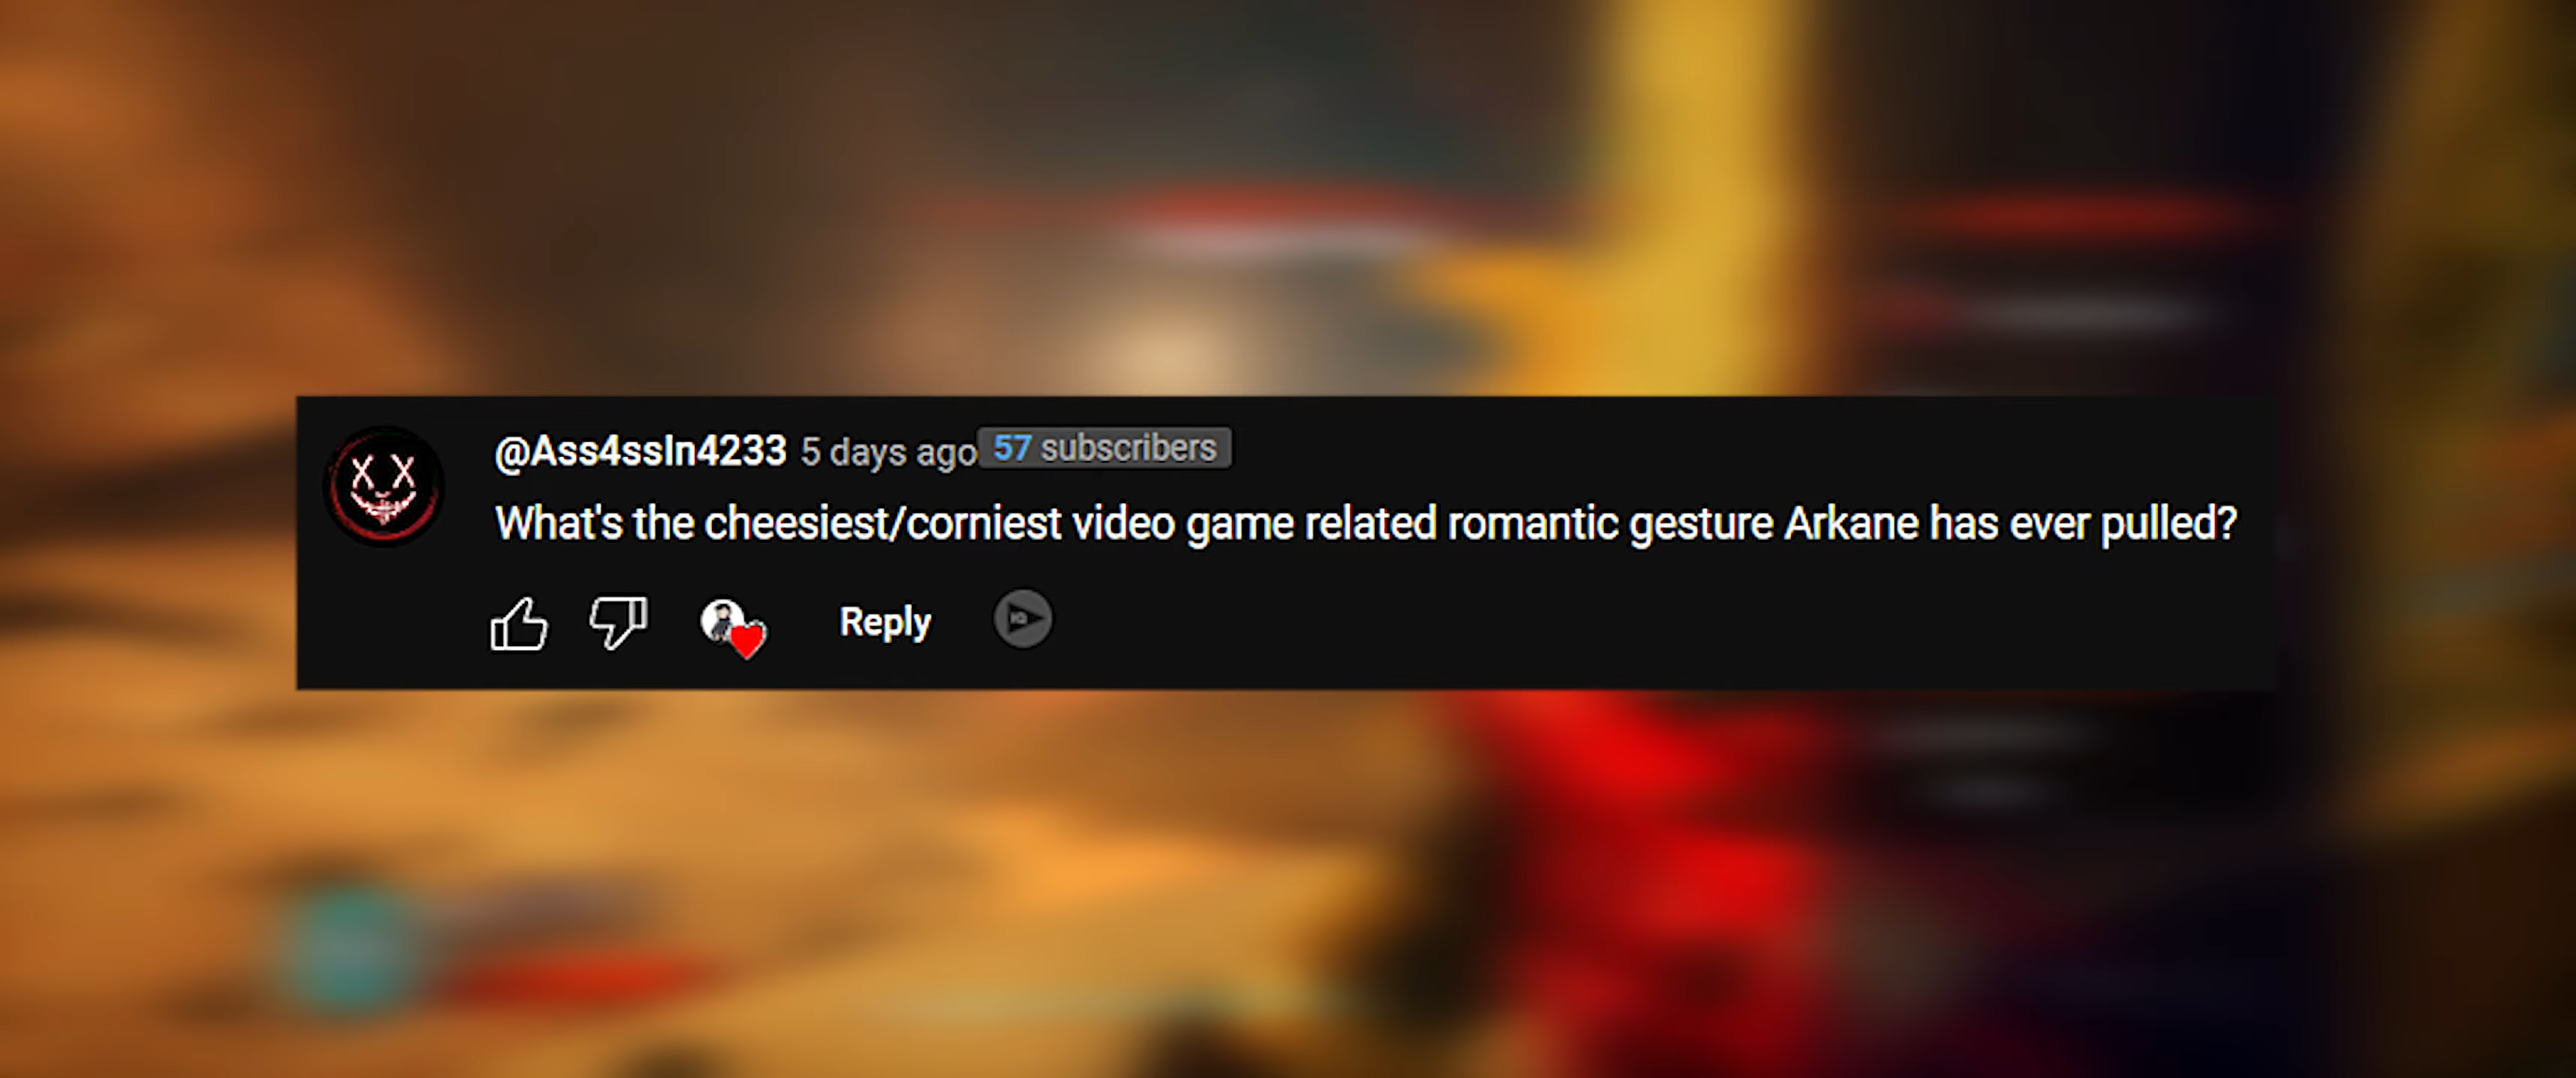 @Ass4ssIn4233 5 days ago 57 subscribers
What's the cheesiest/corniest video game related romantic gesture Arkane has ever pulled?
Reply